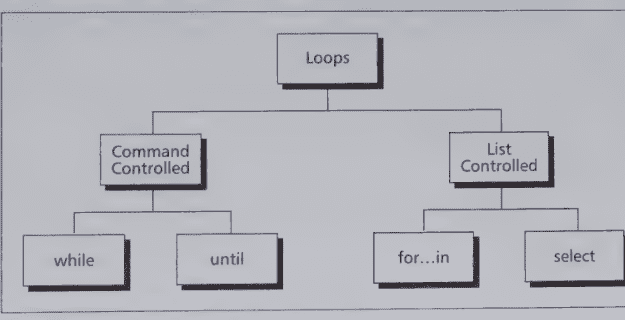 Loops
Command
Controlled
List
Controlled
while
until
for...in
select